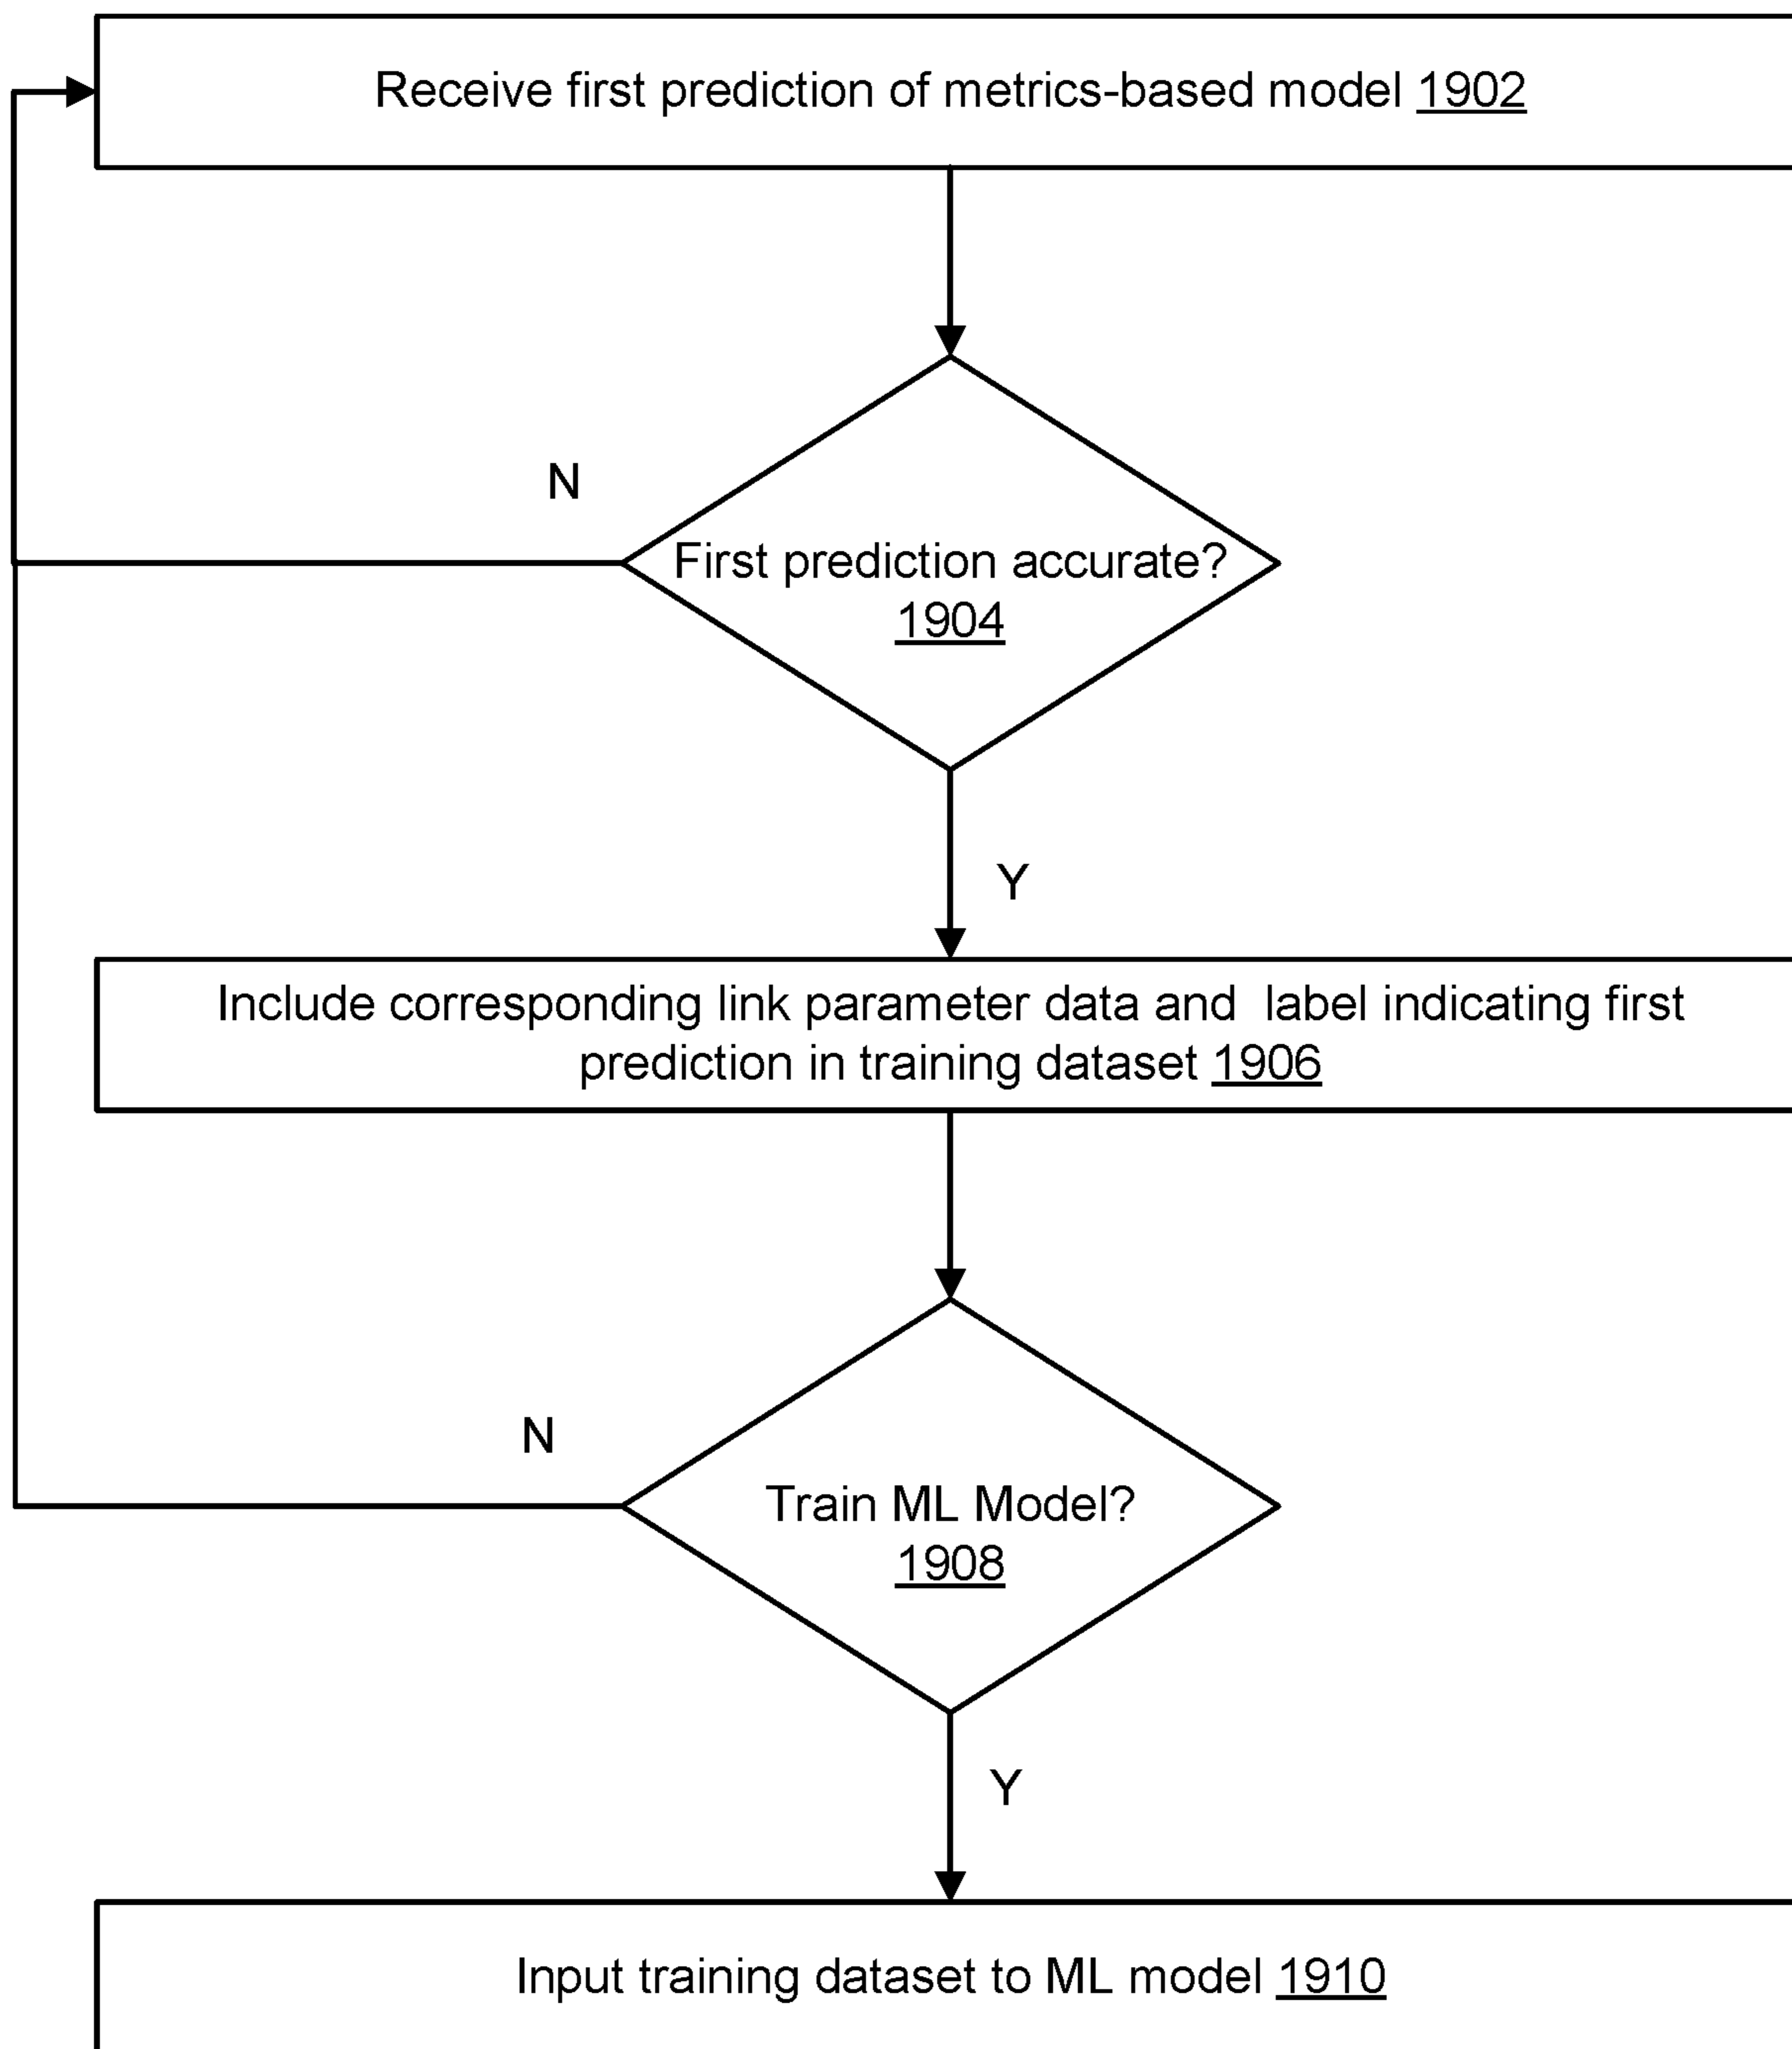 Receive first prediction of metrics-based model 1902
N
First prediction accurate?
1904
Y
Include corresponding link parameter data and  label indicating first
prediction in training dataset 1906
N
Train ML Model?
1908
Y
Input training dataset to ML model 1910